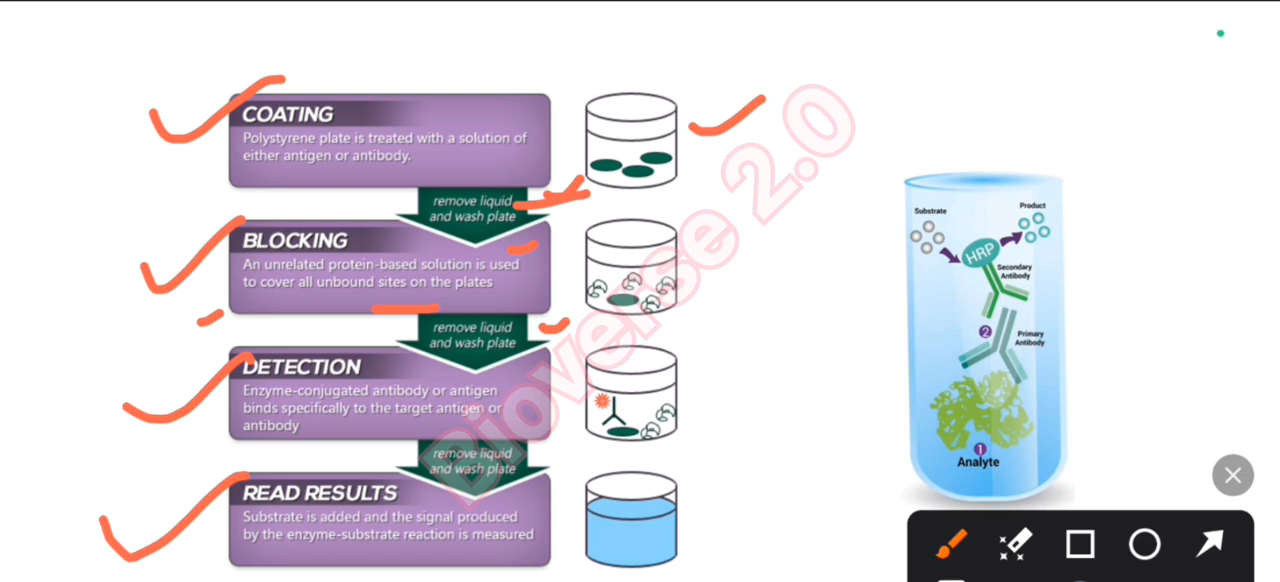 COATING
Polystyrene plate is treated with a solution of
either antigen or antibody.
remove liquid
and wash plate
BLOCKING
An unrelated protein-based solution is used
to cover all unbound sites on the plates
remove liquid
and wash plate
DETECTION
Enzyme-conjugated antibody or antigen
binds specifically to the target antigen or
antibody
remove liquid
and wash plate
READ RESULTS
Substrate is added and the signal produced
by the enzyme-substrate reaction is measured
Bioverse 2.0
Substrate
Product
HRP
Secondary
Antibody
2
Primary
Antibody
1
Analyte